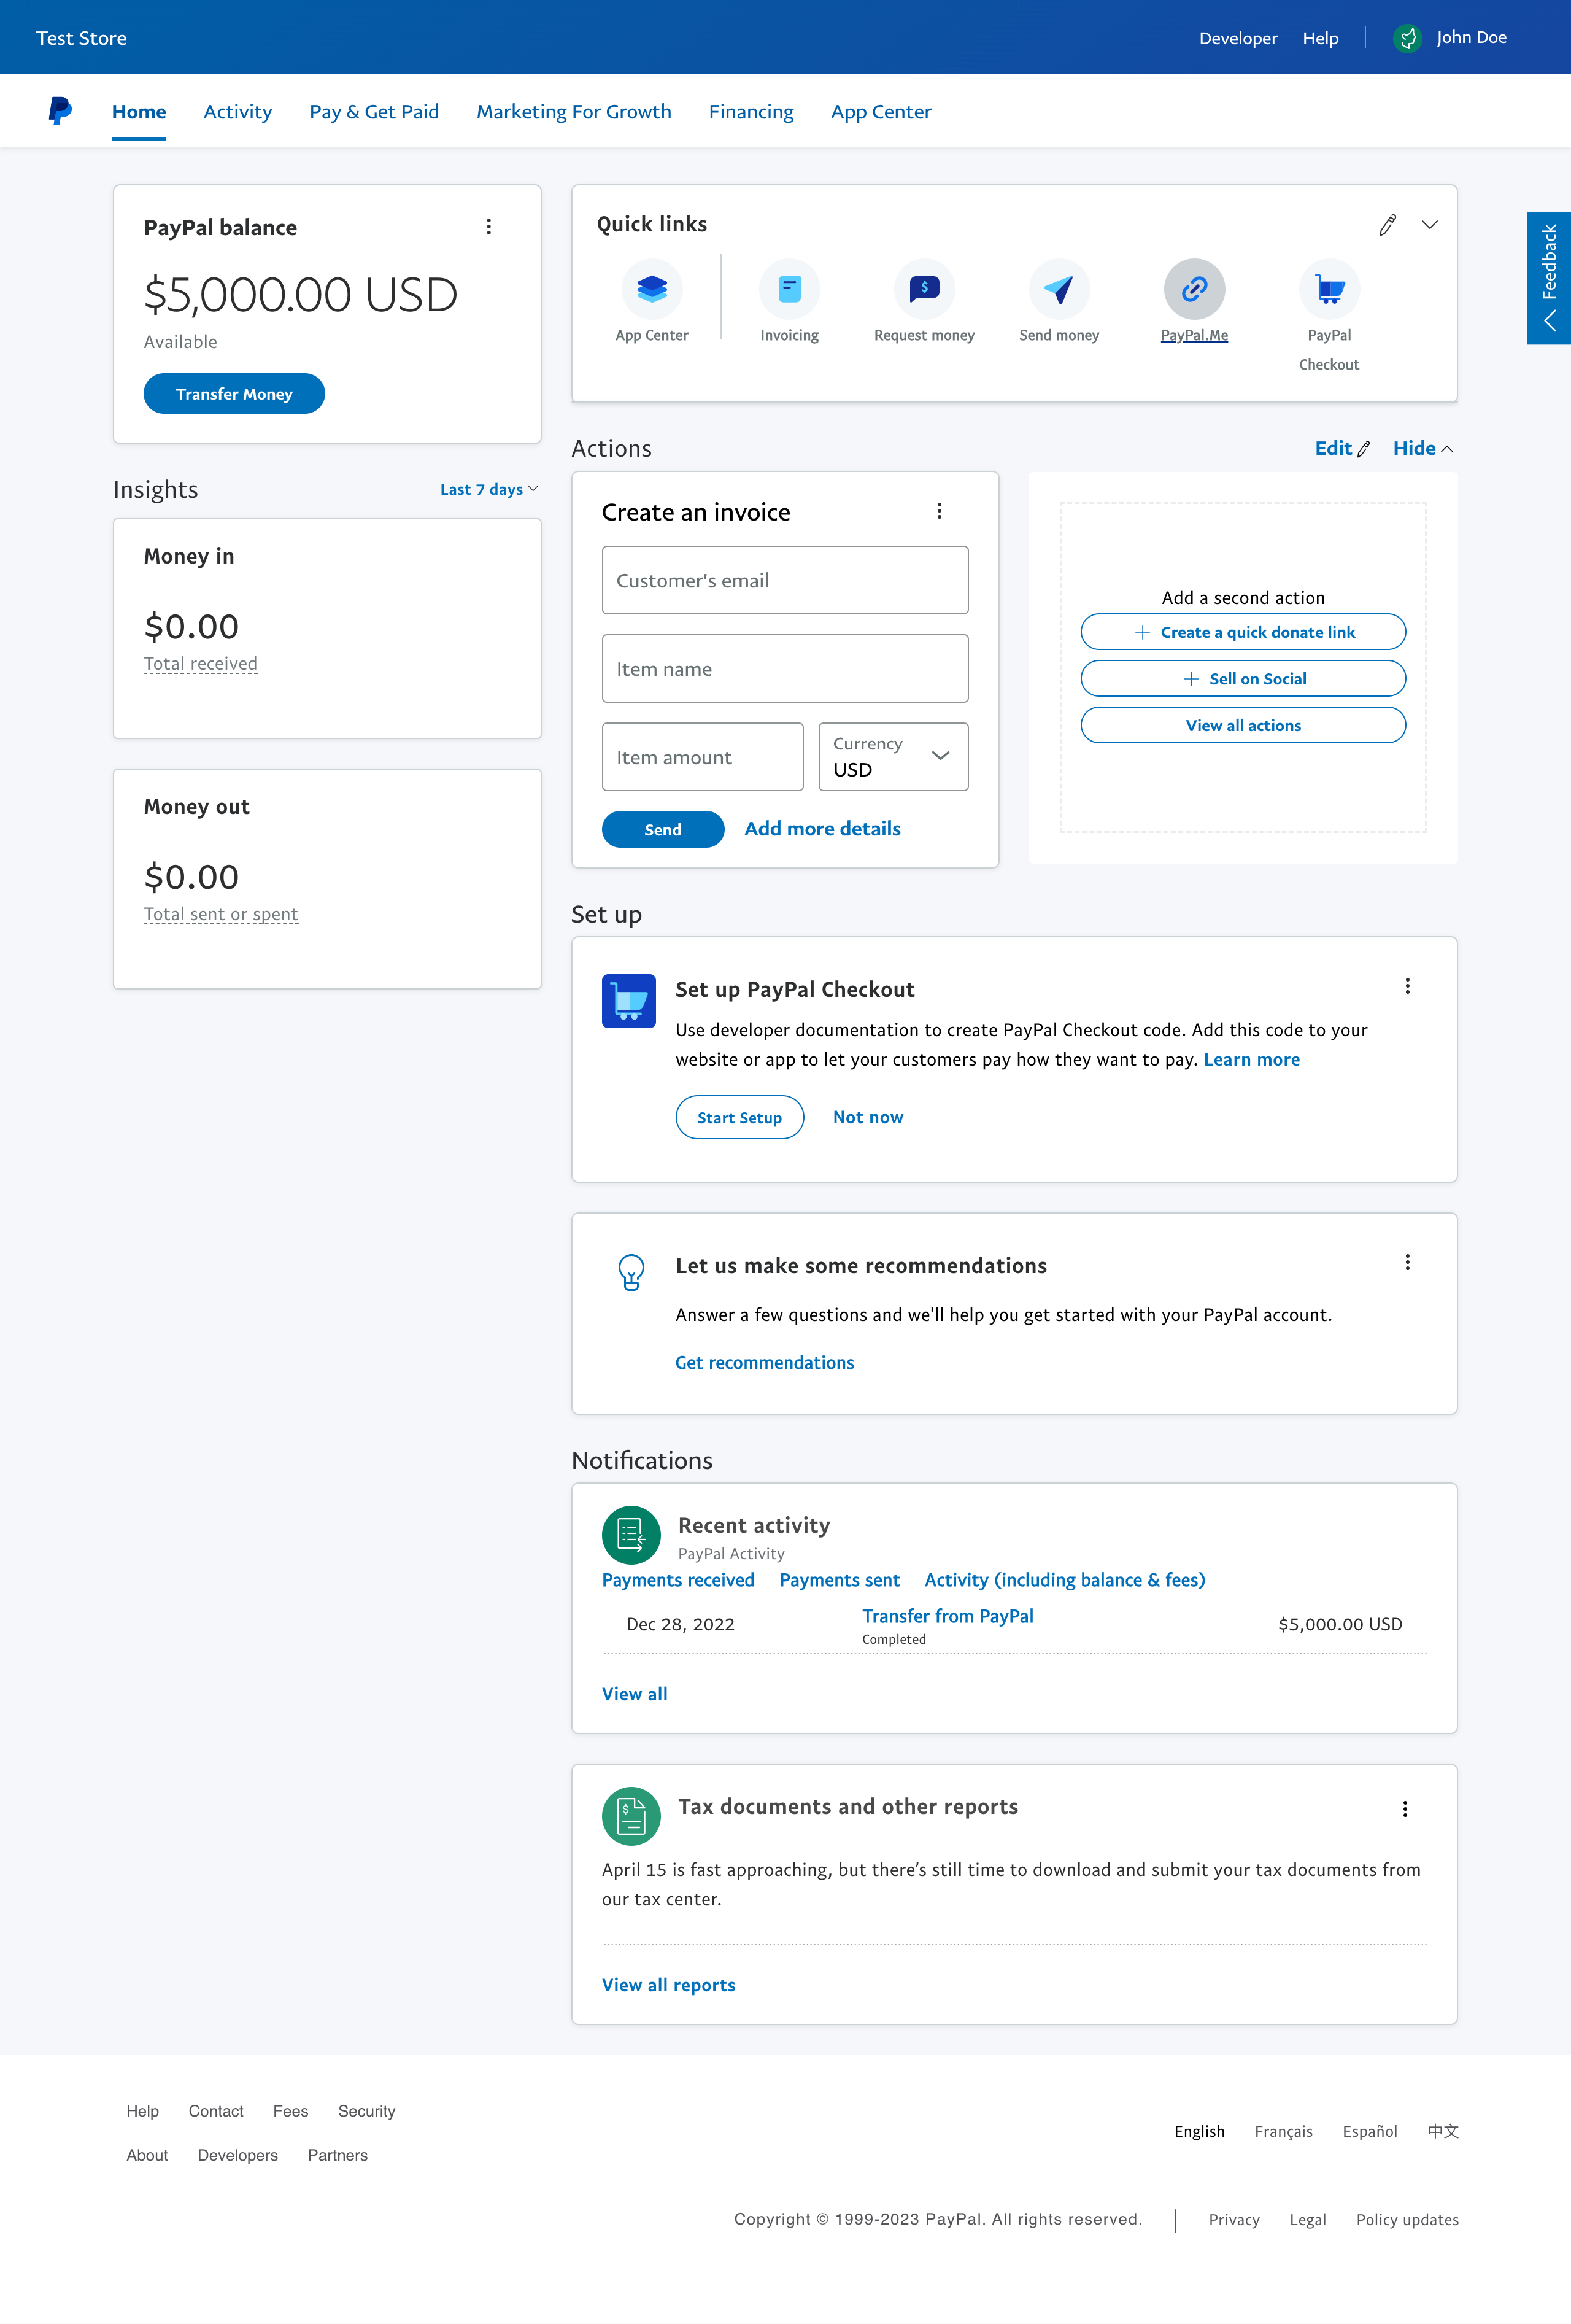 Test Store
Developer
Help
John Doe
Home
Activity
Pay & Get Paid
Marketing For Growth
Financing
App Center
PayPal balance
$5,000.00 USD
Available
Transfer Money
Insights
Last 7 days
Money in
$0.00
Total received
Money out
$0.00
Total sent or spent
Quick links
App Center
Invoicing
Request money
Send money
PayPal.Me
PayPal
Checkout
Feedback
Actions
Edit
Hide
Create an invoice
Customer's email
Item name
Item amount
Currency
USD
Send
Add more details
Add a second action
Create a quick donate link
Sell on Social
View all actions
Set up
Set up PayPal Checkout
Use developer documentation to create PayPal Checkout code. Add this code to your
website or app to let your customers pay how they want to pay. Learn more
Start Setup
Not now
Let us make some recommendations
Answer a few questions and we'll help you get started with your PayPal account.
Get recommendations
Notifications
Recent activity
PayPal Activity
Payments received
Payments sent
Activity (including balance & fees)
Dec 28, 2022
Transfer from PayPal
Completed
$5,000.00 USD
View all
Tax documents and other reports
April 15 is fast approaching, but there’s still time to download and submit your tax documents from
our tax center.
View all reports
Help
Contact
Fees
Security
About
Developers
Partners
English
Français
Español
中文
Copyright © 1999-2023 PayPal. All rights reserved.
Privacy
Legal
Policy updates